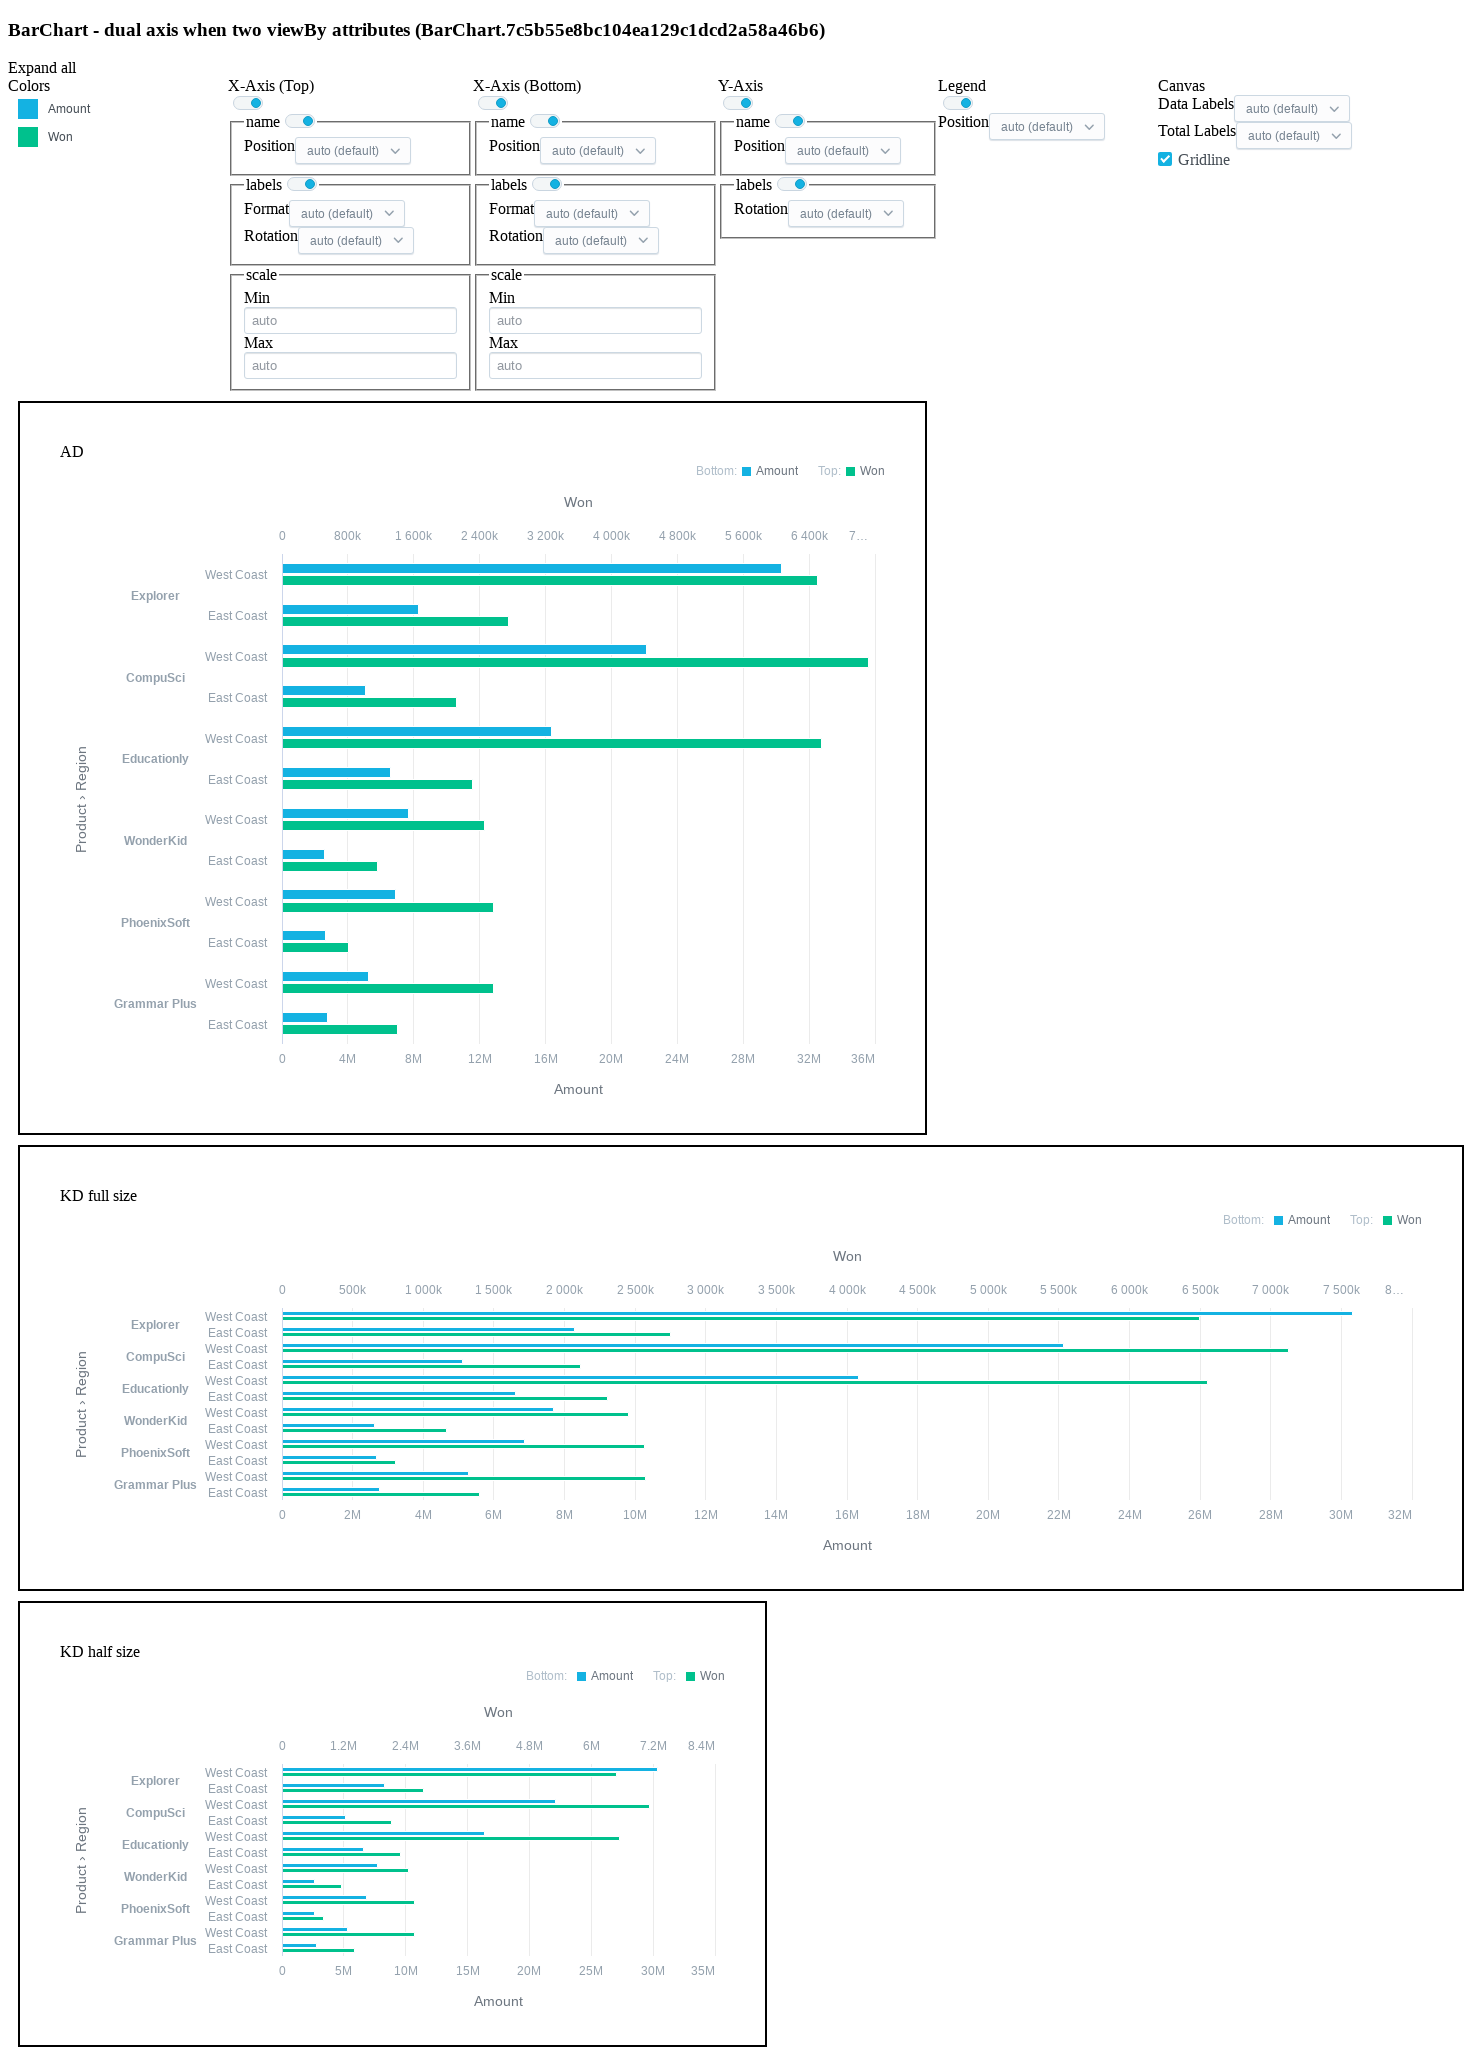 BarChart - dual axis when two viewBy attributes (BarChart.7c5b55e8bc104ea129c1dcd2a58a46b6)
Expand all
Colors
Amount
Won
X-Axis (Top)
name
Position auto (default)
labels
Format auto (default)
Rotation auto (default)
scale
Min
auto
Max
auto
X-Axis (Bottom)
name
Position auto (default)
labels
Format auto (default)
Rotation auto (default)
scale
Min
auto
Max
auto
Y-Axis
name
Position auto (default)
labels
Rotation auto (default)
Legend
Position auto (default)
Canvas
Data Labels auto (default)
Total Labels auto (default)
Gridline
AD
Bottom: Amount Top: Won
Won
0 800k 1 600k 2 400k 3 200k 4 000k 4 800k 5 600k 6 400k 7…
Product › Region
Explorer
West Coast
East Coast
CompuSci
West Coast
East Coast
Educationly
West Coast
East Coast
WonderKid
West Coast
East Coast
PhoenixSoft
West Coast
East Coast
Grammar Plus
West Coast
East Coast
0 4M 8M 12M 16M 20M 24M 28M 32M 36M
Amount
KD full size
Bottom: Amount Top: Won
Won
0 500k 1 000k 1 500k 2 000k 2 500k 3 000k 3 500k 4 000k 4 500k 5 000k 5 500k 6 000k 6 500k 7 000k 7 500k 8…
Product › Region
Explorer
West Coast
East Coast
CompuSci
West Coast
East Coast
Educationly
West Coast
East Coast
WonderKid
West Coast
East Coast
PhoenixSoft
West Coast
East Coast
Grammar Plus
West Coast
East Coast
0 2M 4M 6M 8M 10M 12M 14M 16M 18M 20M 22M 24M 26M 28M 30M 32M
Amount
KD half size
Bottom: Amount Top: Won
Won
0 1.2M 2.4M 3.6M 4.8M 6M 7.2M 8.4M
Product › Region
Explorer
West Coast
East Coast
CompuSci
West Coast
East Coast
Educationly
West Coast
East Coast
WonderKid
West Coast
East Coast
PhoenixSoft
West Coast
East Coast
Grammar Plus
West Coast
East Coast
0 5M 10M 15M 20M 25M 30M 35M
Amount